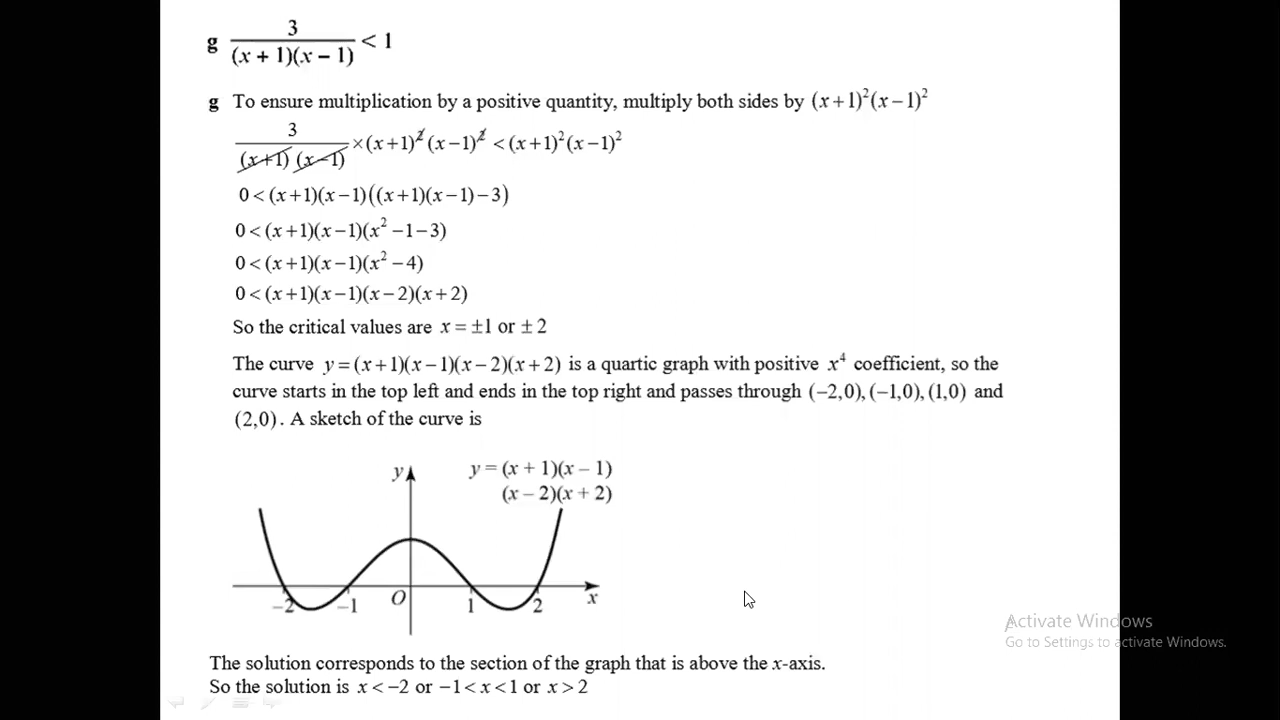 g 3/((x + 1)(x – 1)) < 1
g To ensure multiplication by a positive quantity, multiply both sides by (x+1)²(x−1)²
3/((x+1)(x−1)) ×(x+1)²(x−1)² <(x+1)²(x−1)²
0<(x+1)(x−1)((x+1)(x−1)−3)
0<(x+1)(x−1)(x²−1−3)
0<(x+1)(x−1)(x²−4)
0<(x+1)(x−1)(x−2)(x+2)
So the critical values are x=±1 or ±2
The curve y=(x+1)(x−1)(x−2)(x+2) is a quartic graph with positive x⁴ coefficient, so the
curve starts in the top left and ends in the top right and passes through (−2,0),(−1,0),(1,0) and
(2,0). A sketch of the curve is
y
y = (x + 1)(x – 1)
(x – 2)(x + 2)
−2 −1 O 1 2 x
Activate Windows
Go to Settings to activate Windows.
The solution corresponds to the section of the graph that is above the x-axis.
So the solution is x<−2 or −1<x<1 or x>2